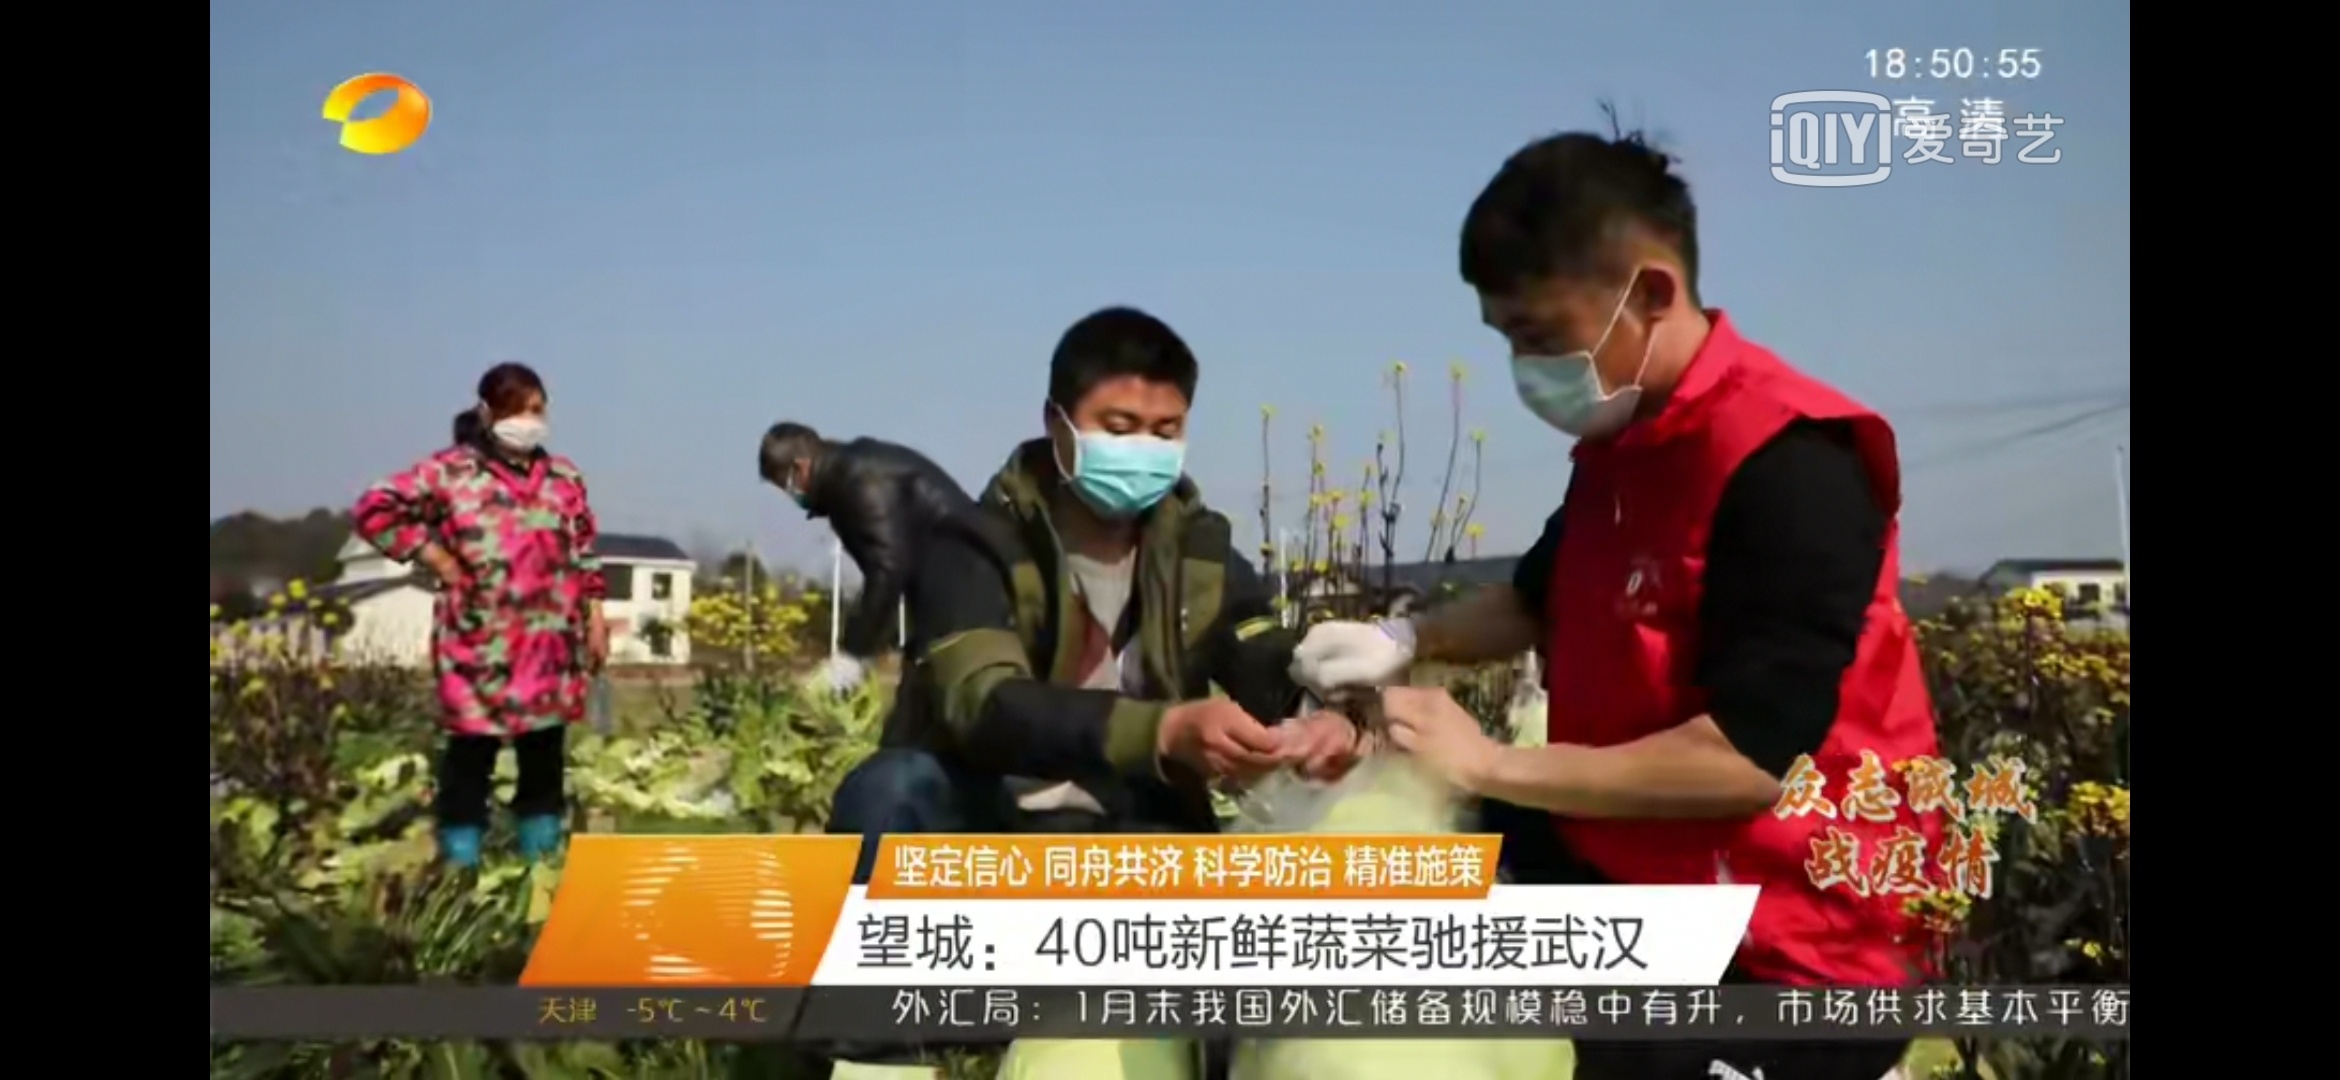 18:50:55
高清
iQIYI 爱奇艺
众志成城
战疫情
坚定信心 同舟共济 科学防治 精准施策
望城：40吨新鲜蔬菜驰援武汉
天津 -5℃~4℃
外汇局：1月末我国外汇储备规模稳中有升，市场供求基本平衡